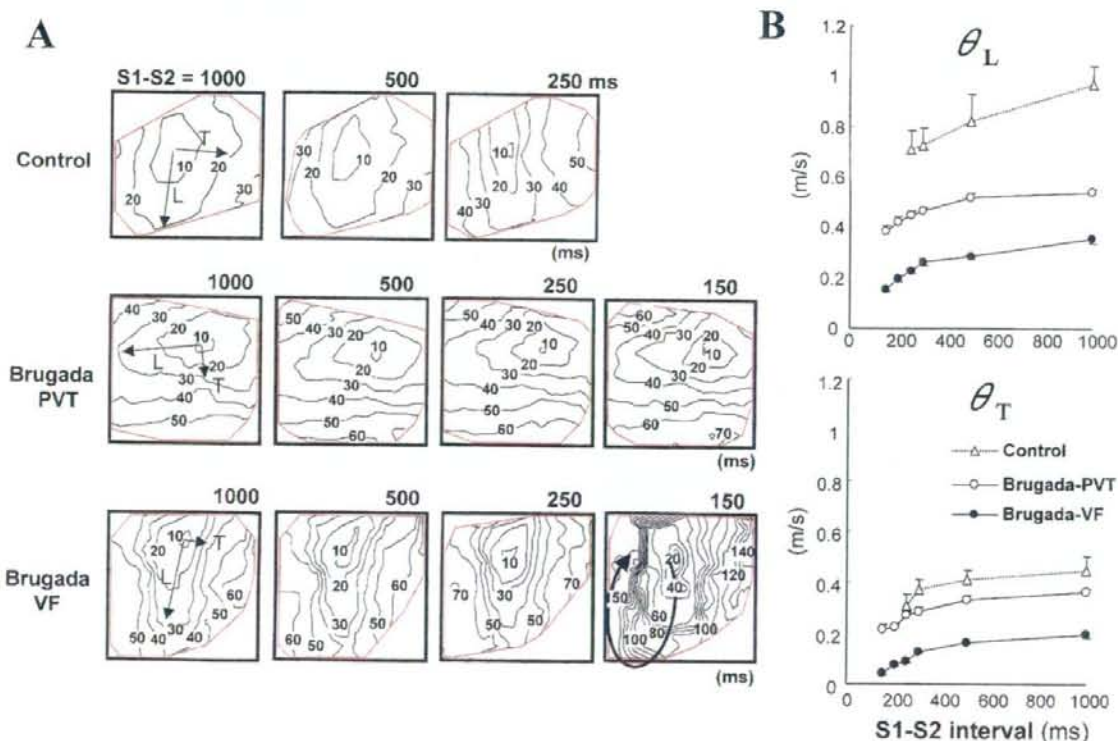 A
S1-S2 = 1000 500 250 ms
Control
10 20 30 20 T L
30 20 10
40 30 20 10 30 40 50
(ms)
1000 500 250 150
Brugada
PVT
40 30 20 10 20 30 40 50 L T
50 40 30 20 10 20 30 40 50 60
50 40 30 20 10 20 30 40 50 60
60 50 40 30 20 10 20 30 40 50 60 70
(ms)
1000 500 250 150
Brugada
VF
10 20 30 40 50 50 60 T L
10 20 30 40 50 60 50 60
10 30 40 50 50 70 70
20 40 60 80 100 100 120 140 150
(ms)
B
θL
1.2
1
0.8
0.6
0.4
0.2
0
(m/s)
0 200 400 600 800 1000
θT
1.2
1
0.8
0.6
0.4
0.2
0
(m/s)
Control
Brugada-PVT
Brugada-VF
0 200 400 600 800 1000
S1-S2 interval (ms)